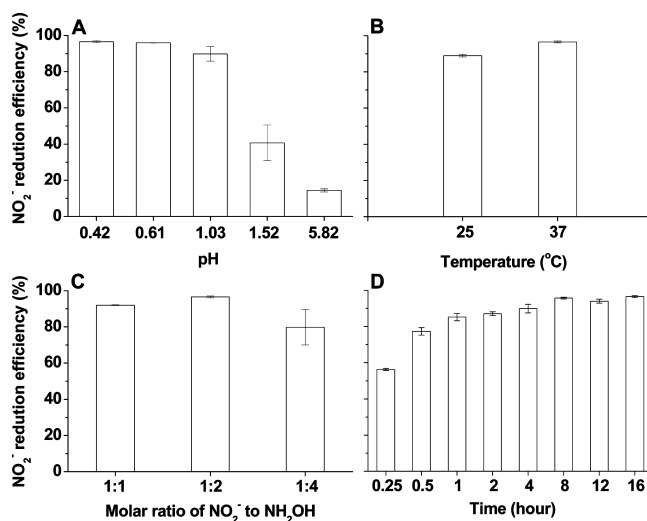 A
B
NO₂⁻ redution efficiency (%)
100
80
60
40
20
0
0.42 0.61 1.03 1.52 5.82
pH
25 37
Temperature (°C)
C
D
NO₂⁻ redution efficiency (%)
100
80
60
40
20
0
1:1 1:2 1:4
Molar ratio of NO₂⁻ to NH₂OH
0.25 0.5 1 2 4 8 12 16
Time (hour)